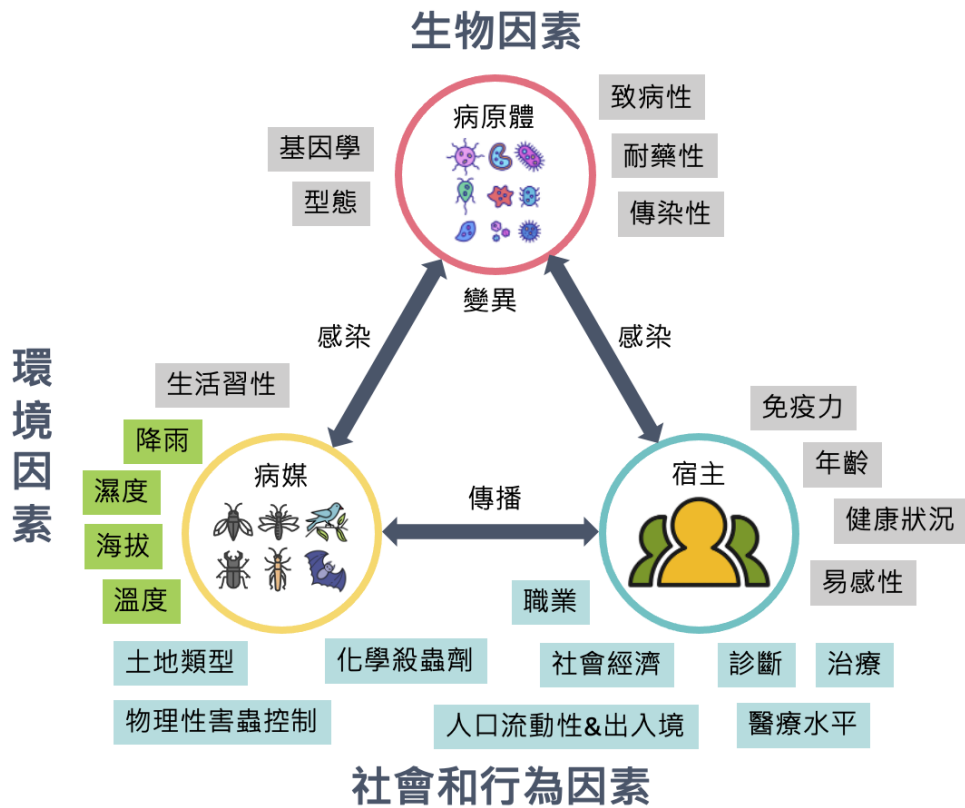 生物因素
病原體
致病性
基因學
耐藥性
型態
傳染性
變異
感染
感染
環境因素
生活習性
免疫力
降雨
年齡
病媒
宿主
濕度
傳播
健康狀況
海拔
溫度
職業
易感性
土地類型
化學殺蟲劑
社會經濟
診斷
治療
物理性害蟲控制
人口流動性&出入境
醫療水平
社會和行為因素